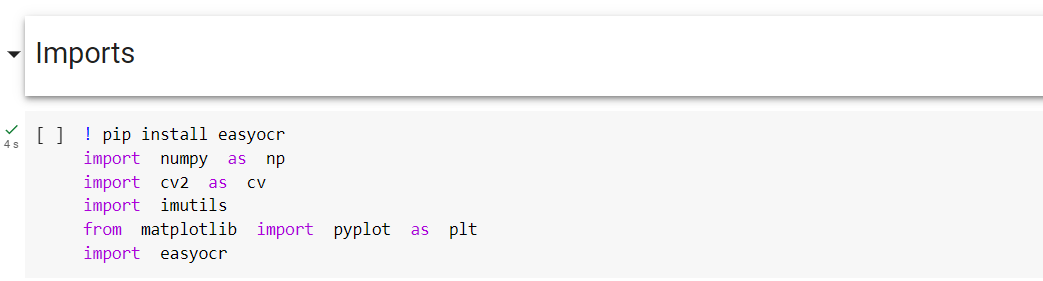 Imports
4 s
[ ] ! pip install easyocr
import numpy as np
import cv2 as cv
import imutils
from matplotlib import pyplot as plt
import easyocr